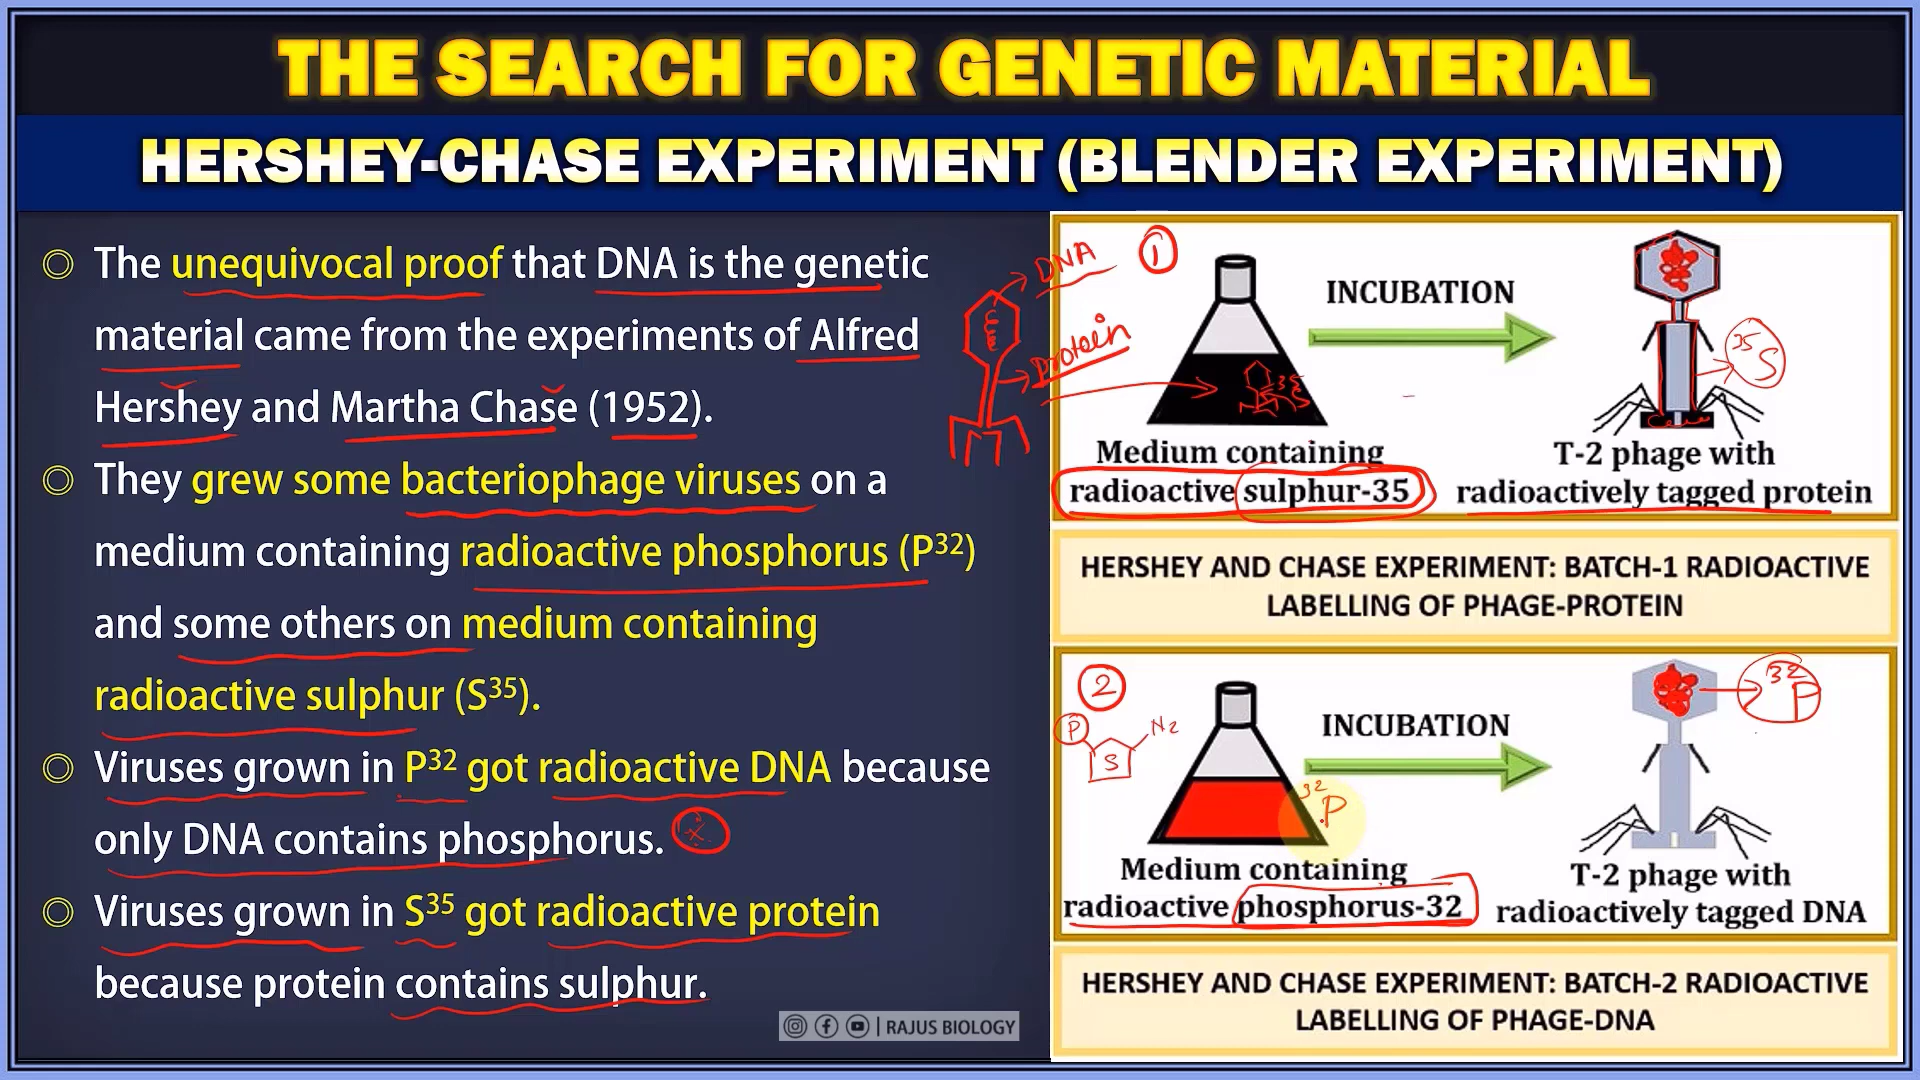 THE SEARCH FOR GENETIC MATERIAL
HERSHEY-CHASE EXPERIMENT (BLENDER EXPERIMENT)
The unequivocal proof that DNA is the genetic
material came from the experiments of Alfred
Hershey and Martha Chase (1952).
They grew some bacteriophage viruses on a
medium containing radioactive phosphorus (P³²)
and some others on medium containing
radioactive sulphur (S³⁵).
Viruses grown in P³² got radioactive DNA because
only DNA contains phosphorus.
Viruses grown in S³⁵ got radioactive protein
because protein contains sulphur.
| RAJUS BIOLOGY
DNA
Protein
1
INCUBATION
³⁵S
Medium containing
radioactive sulphur-35
T-2 phage with
radioactively tagged protein
HERSHEY AND CHASE EXPERIMENT: BATCH-1 RADIOACTIVE
LABELLING OF PHAGE-PROTEIN
2
P
S
N₂
INCUBATION
³²P
³²P
Medium containing
radioactive phosphorus-32
T-2 phage with
radioactively tagged DNA
HERSHEY AND CHASE EXPERIMENT: BATCH-2 RADIOACTIVE
LABELLING OF PHAGE-DNA